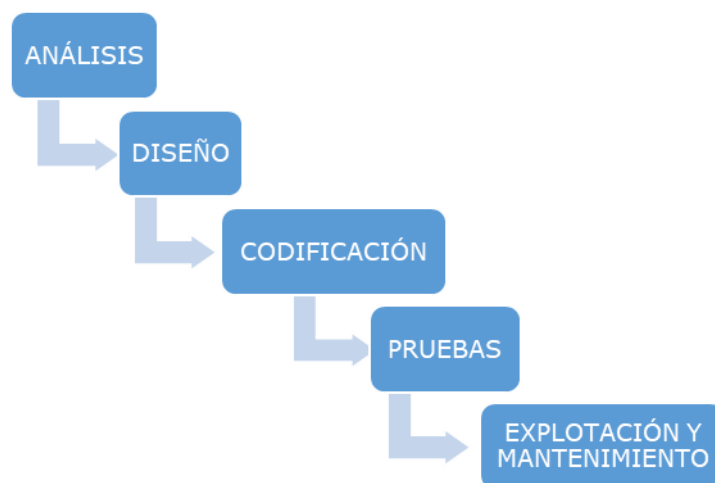 ANÁLISIS
DISEÑO
CODIFICACIÓN
PRUEBAS
EXPLOTACIÓN Y
MANTENIMIENTO